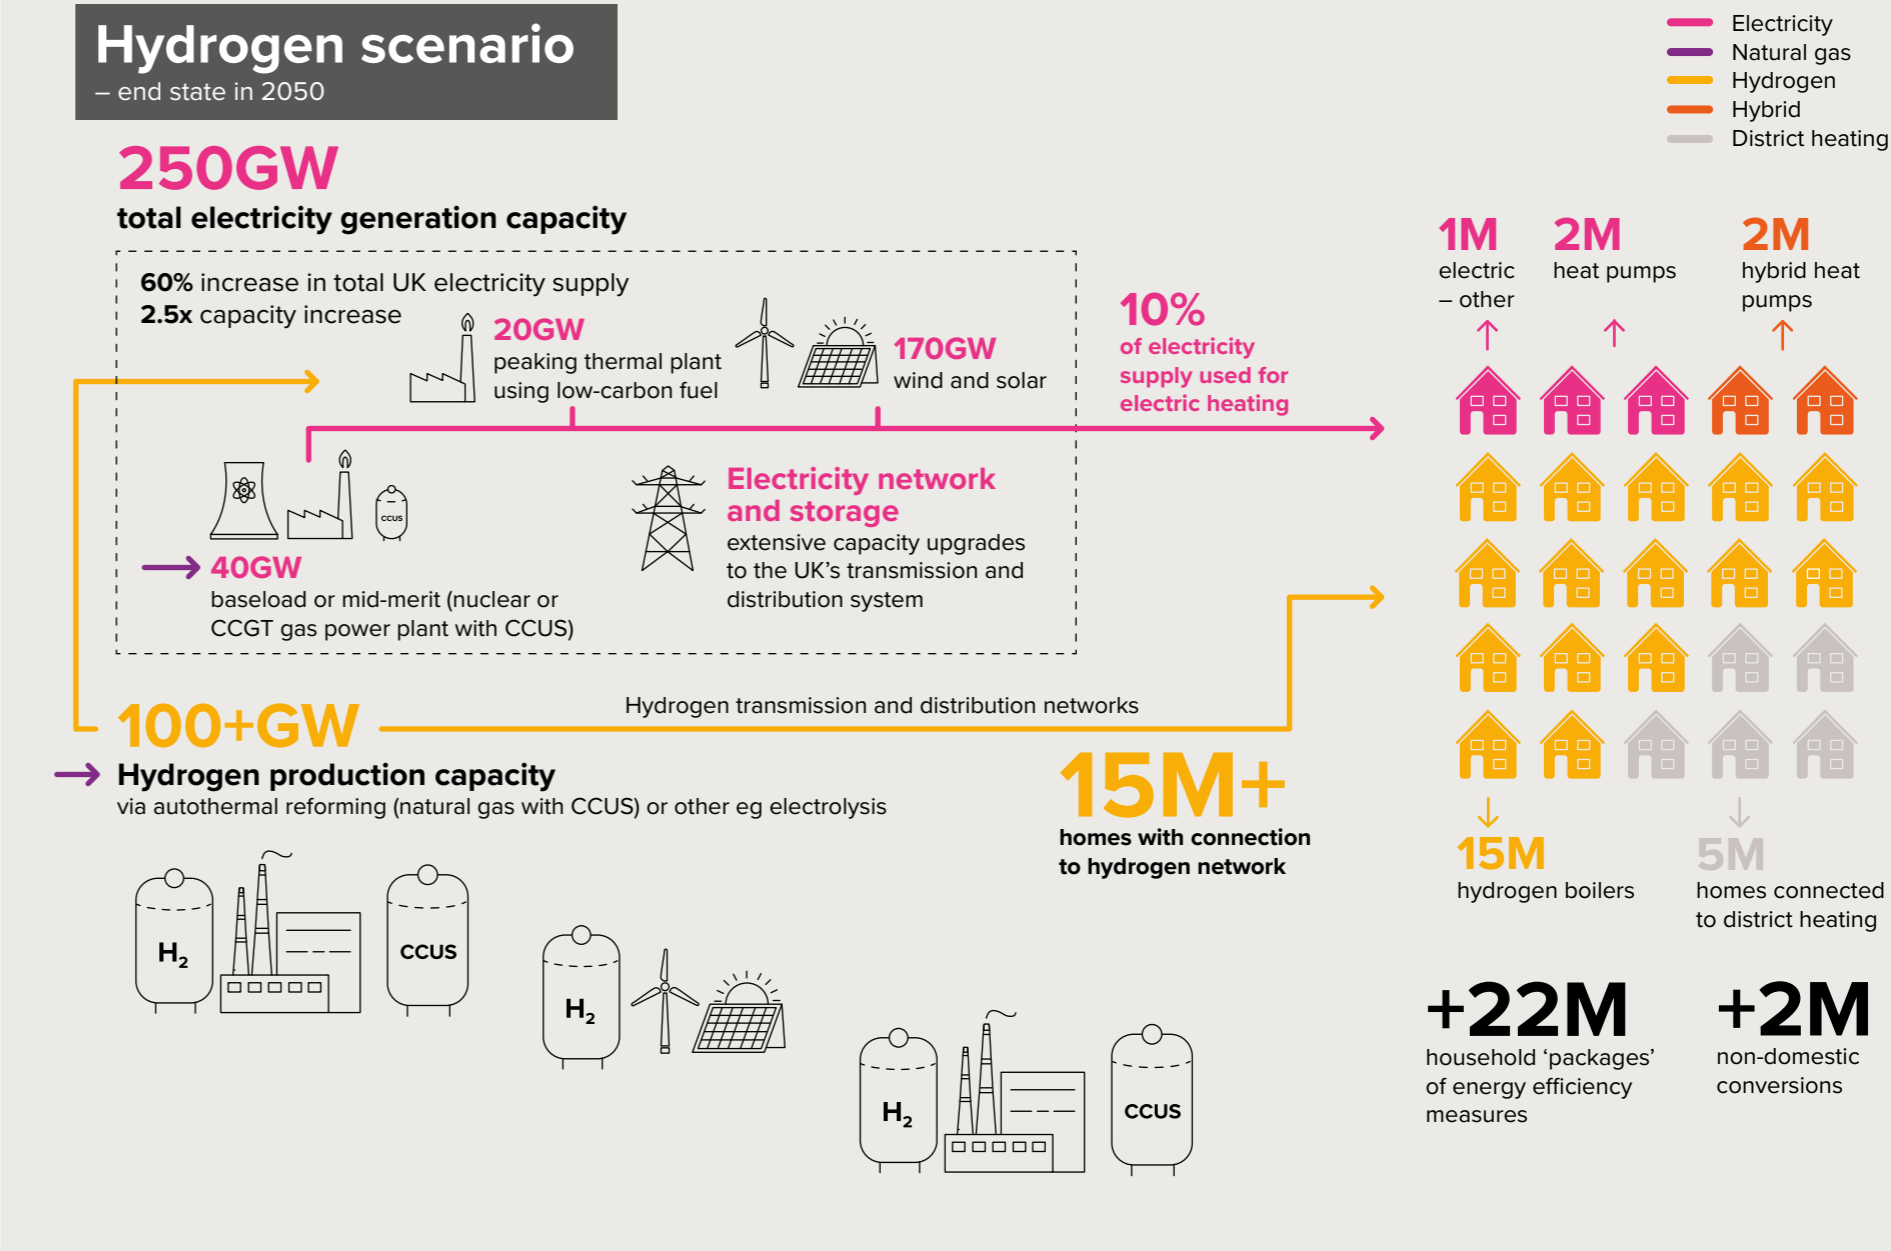 Hydrogen scenario
– end state in 2050
Electricity
Natural gas
Hydrogen
Hybrid
District heating
250GW
total electricity generation capacity
60% increase in total UK electricity supply
2.5x capacity increase
20GW
peaking thermal plant
using low-carbon fuel
170GW
wind and solar
10%
of electricity
supply used for
electric heating
CCUS
40GW
baseload or mid-merit (nuclear or
CCGT gas power plant with CCUS)
Electricity network
and storage
extensive capacity upgrades
to the UK’s transmission and
distribution system
1M
electric
– other
2M
heat pumps
2M
hybrid heat
pumps
100+GW
Hydrogen production capacity
via autothermal reforming (natural gas with CCUS) or other eg electrolysis
Hydrogen transmission and distribution networks
15M+
homes with connection
to hydrogen network
15M
hydrogen boilers
5M
homes connected
to district heating
H₂
CCUS
H₂
H₂
CCUS
+22M
household ‘packages’
of energy efficiency
measures
+2M
non-domestic
conversions